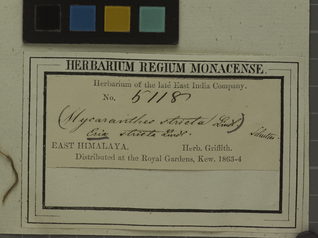 HERBARIUM REGIUM MONACENSE.
Herbarium of the late East India Company.
No. 5118
(Mycaranthes stricta Lindl.)
Eria stricta Lindl.
EAST HIMALAYA. Herb. Griffith.
Distributed at the Royal Gardens, Kew. 1863-4